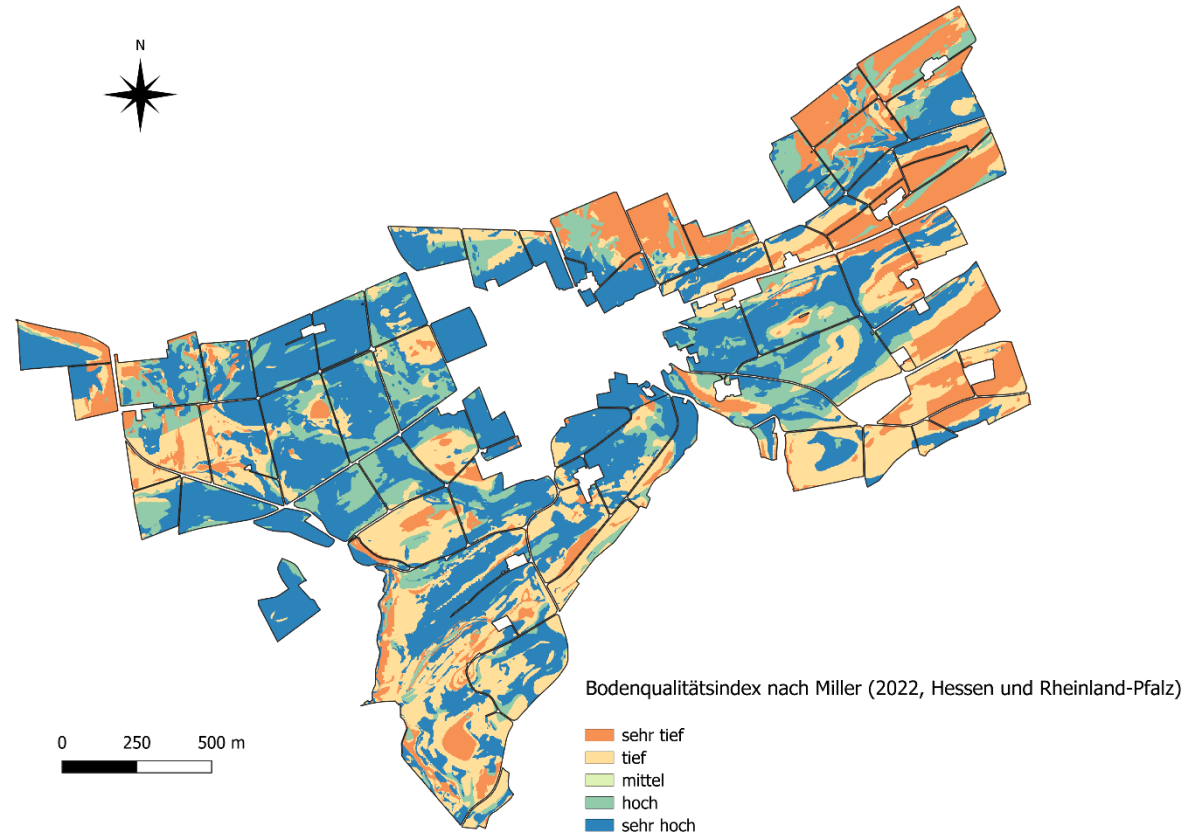 N
Bodenqualitätsindex nach Miller (2022, Hessen und Rheinland-Pfalz)
sehr tief
tief
mittel
hoch
sehr hoch
0 250 500 m